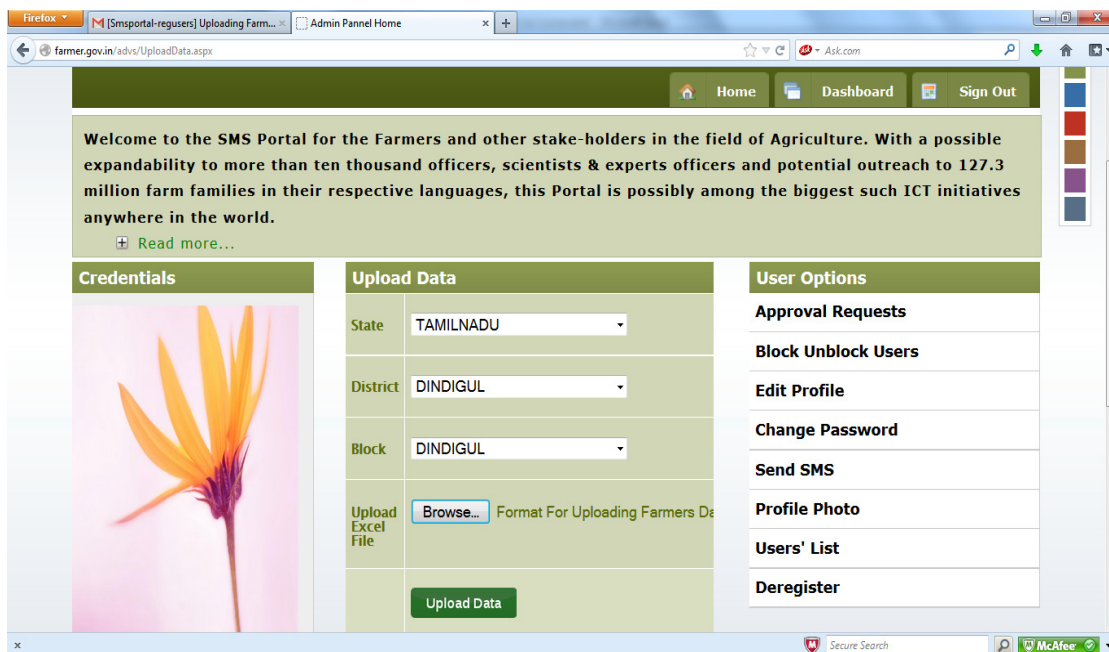 Firefox
[Smsportal-regusers] Uploading Farm...
Admin Pannel Home
farmer.gov.in/advs/UploadData.aspx
Ask.com
Home
Dashboard
Sign Out
Welcome to the SMS Portal for the Farmers and other stake-holders in the field of Agriculture. With a possible
expandability to more than ten thousand officers, scientists & experts officers and potential outreach to 127.3
million farm families in their respective languages, this Portal is possibly among the biggest such ICT initiatives
anywhere in the world.
Read more...
Credentials
Upload Data
State
TAMILNADU
District
DINDIGUL
Block
DINDIGUL
Upload
Excel
File
Browse...
Format For Uploading Farmers Da
Upload Data
User Options
Approval Requests
Block Unblock Users
Edit Profile
Change Password
Send SMS
Profile Photo
Users' List
Deregister
Secure Search
McAfee